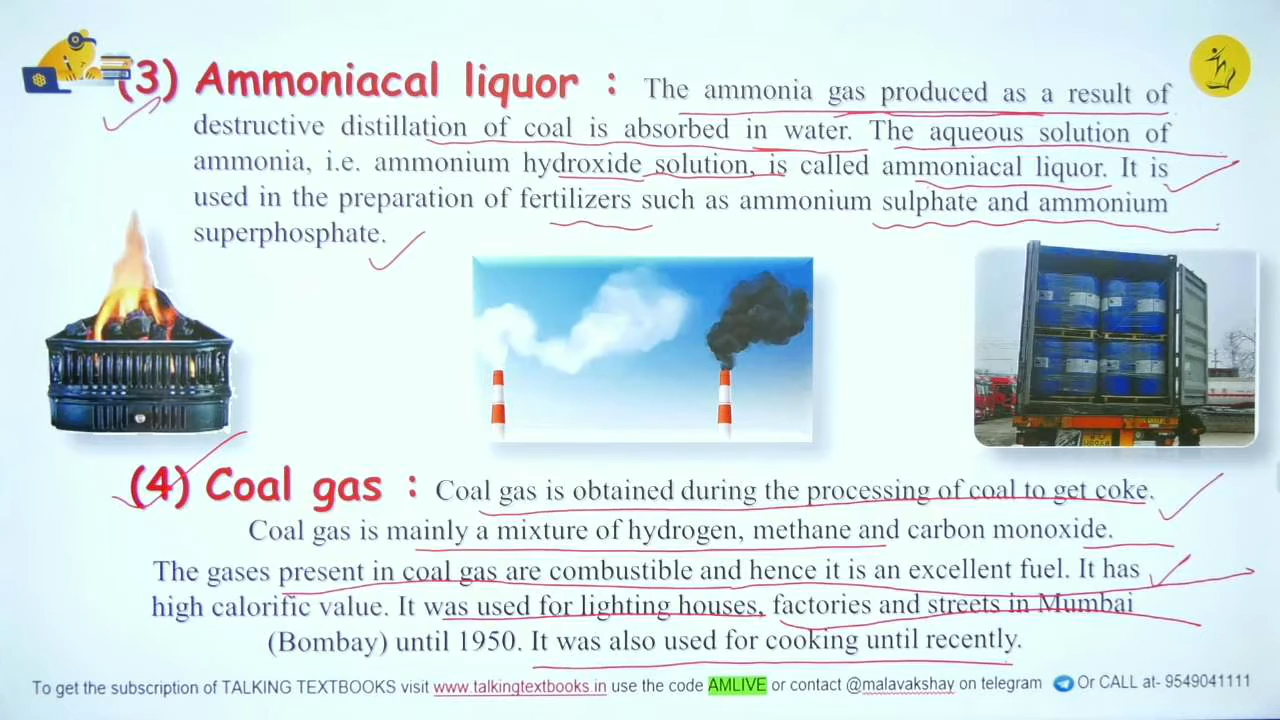 (3) Ammoniacal liquor : The ammonia gas produced as a result of
destructive distillation of coal is absorbed in water. The aqueous solution of
ammonia, i.e. ammonium hydroxide solution, is called ammoniacal liquor. It is
used in the preparation of fertilizers such as ammonium sulphate and ammonium
superphosphate.
(4) Coal gas : Coal gas is obtained during the processing of coal to get coke.
Coal gas is mainly a mixture of hydrogen, methane and carbon monoxide.
The gases present in coal gas are combustible and hence it is an excellent fuel. It has
high calorific value. It was used for lighting houses, factories and streets in Mumbai
(Bombay) until 1950. It was also used for cooking until recently.
To get the subscription of TALKING TEXTBOOKS visit www.talkingtextbooks.in use the code AMLIVE or contact @malavakshay on telegram Or CALL at- 9549041111